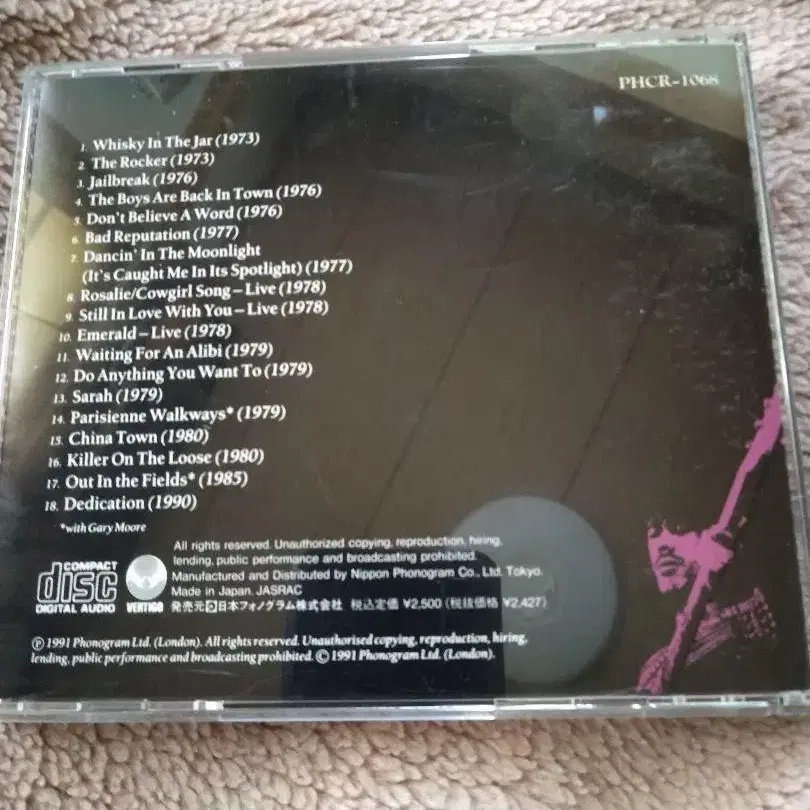 PHCR-1068
1. Whisky In The Jar (1973)
2. The Rocker (1973)
3. Jailbreak (1976)
4. The Boys Are Back In Town (1976)
5. Don't Believe A Word (1976)
6. Bad Reputation (1977)
7. Dancin' In The Moonlight
(It's Caught Me In Its Spotlight) (1977)
8. Rosalie/Cowgirl Song – Live (1978)
9. Still In Love With You – Live (1978)
10. Emerald – Live (1978)
11. Waiting For An Alibi (1979)
12. Do Anything You Want To (1979)
13. Sarah (1979)
14. Parisienne Walkways* (1979)
15. China Town (1980)
16. Killer On The Loose (1980)
17. Out In the Fields* (1985)
18. Dedication (1990)
*with Gary Moore
COMPACT
disc
DIGITAL AUDIO
VERTIGO
All rights reserved. Unauthorized copying, reproduction, hiring,
lending, public performance and broadcasting prohibited.
Manufactured and Distributed by Nippon Phonogram Co., Ltd. Tokyo.
Made in Japan. JASRAC
発売元 P 日本フォノグラム株式会社 税込定価 ¥2,500 (税抜価格 ¥2,427)
℗ 1991 Phonogram Ltd. (London). All rights reserved. Unauthorised copying, reproduction, hiring,
lending, public performance and broadcasting prohibited. © 1991 Phonogram Ltd. (London).